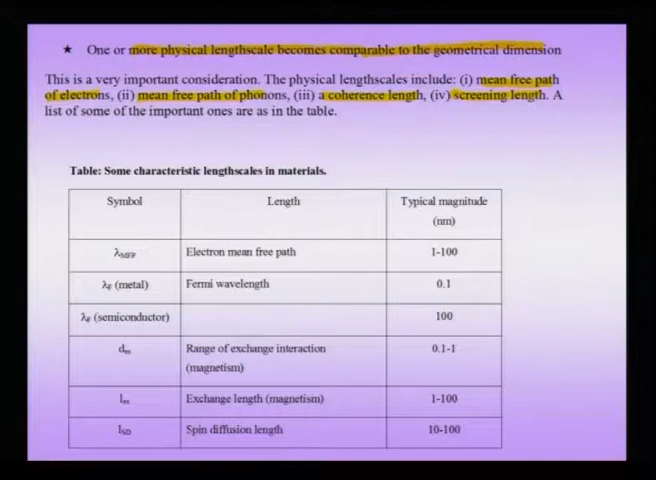 ★ One or more physical lengthscale becomes comparable to the geometrical dimension
This is a very important consideration. The physical lengthscales include: (i) mean free path
of electrons, (ii) mean free path of phonons, (iii) a coherence length, (iv) screening length. A
list of some of the important ones are as in the table.
Table: Some characteristic lengthscales in materials.
Symbol Length Typical magnitude
(nm)
λMFP Electron mean free path 1-100
λF (metal) Fermi wavelength 0.1
λF (semiconductor) 100
dm Range of exchange interaction 0.1-1
(magnetism)
lm Exchange length (magnetism) 1-100
lSD Spin diffusion length 10-100